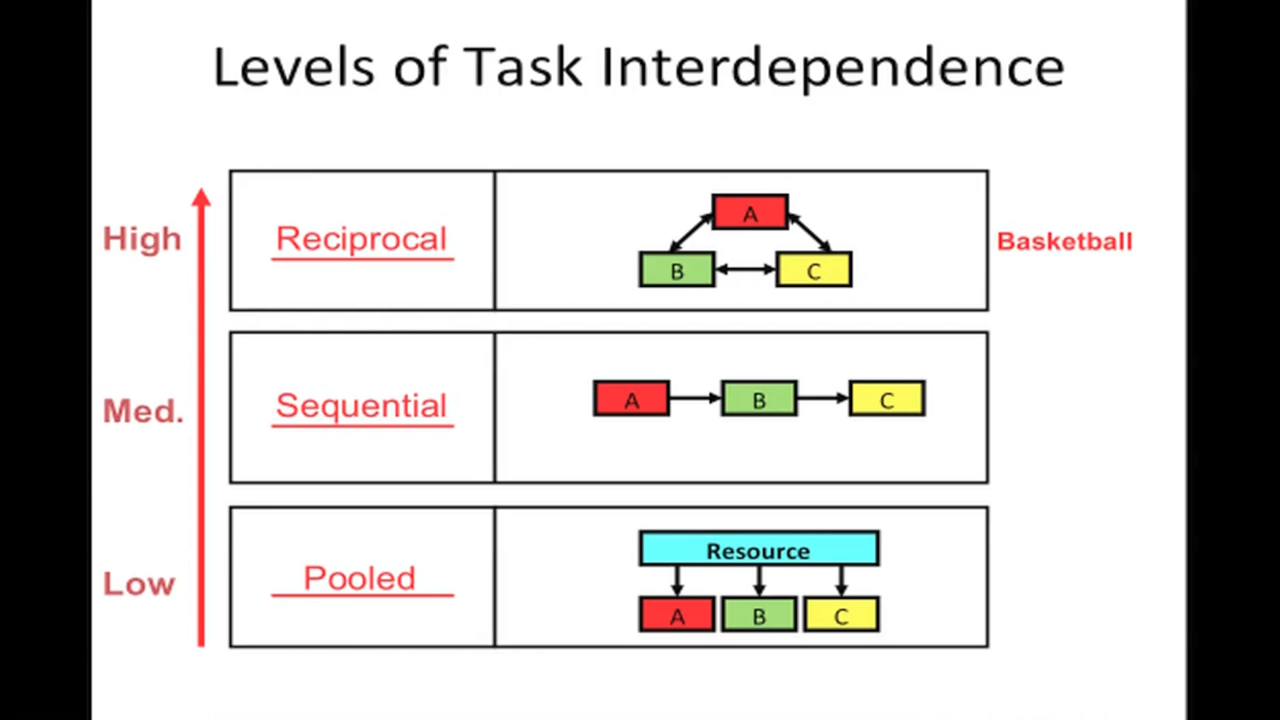 Levels of Task Interdependence
High
Reciprocal
A
B
C
Basketball
Med.
Sequential
A
B
C
Low
Pooled
Resource
A
B
C